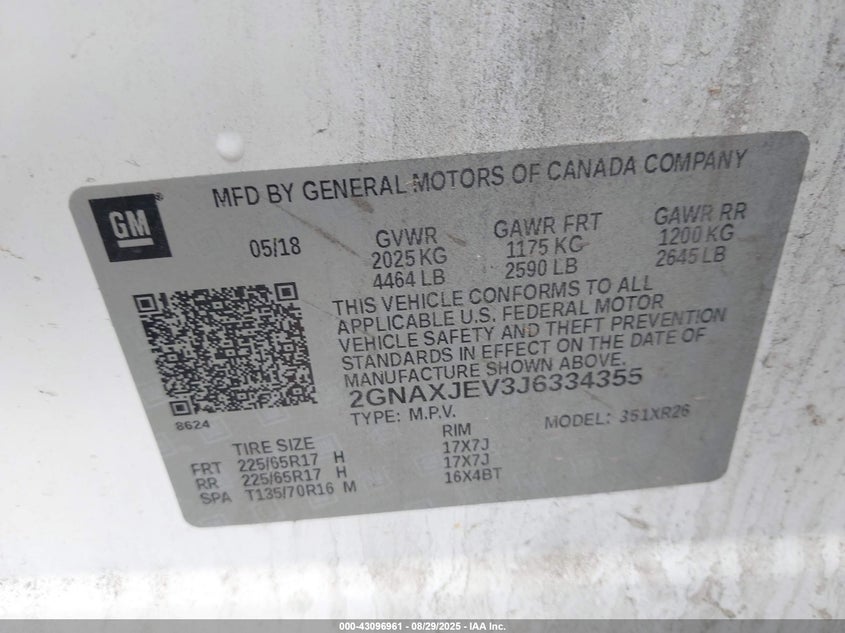 MFD BY GENERAL MOTORS OF CANADA COMPANY
GM
05/18
GVWR GAWR FRT GAWR RR
2025 KG 1175 KG 1200 KG
4464 LB 2590 LB 2645 LB
THIS VEHICLE CONFORMS TO ALL
APPLICABLE U.S. FEDERAL MOTOR
VEHICLE SAFETY AND THEFT PREVENTION
STANDARDS IN EFFECT ON THE DATE OF
MANUFACTURE SHOWN ABOVE.
2GNAXJEV3J6334355
TYPE: M.P.V. MODEL: 351XR26
8624
TIRE SIZE RIM
FRT 225/65R17 H 17X7J
RR 225/65R17 H 17X7J
SPA T135/70R16 M 16X4BT
000-43096961 - 08/29/2025 - IAA Inc.